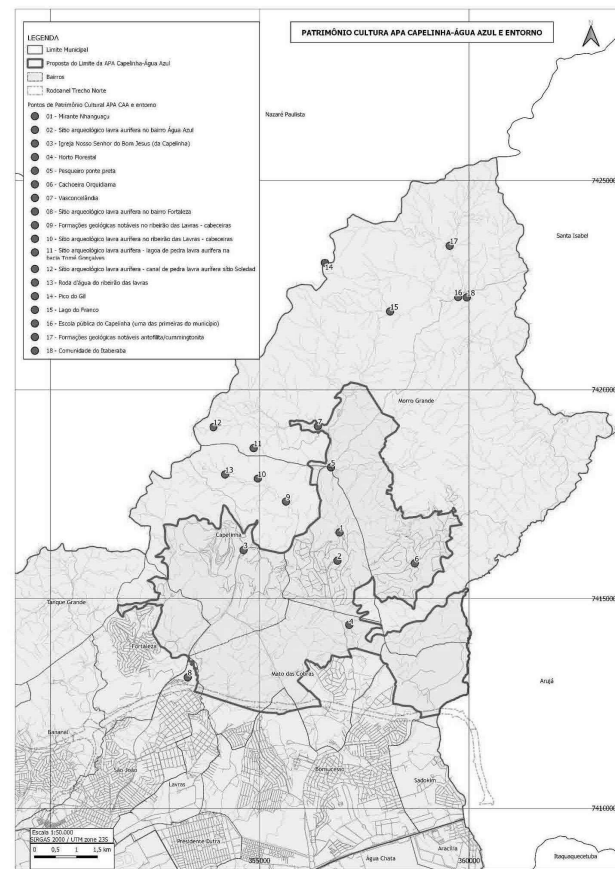 PATRIMÔNIO CULTURA APA CAPELINHA-ÁGUA AZUL E ENTORNO
LEGENDA
Limite Municipal
Proposta do Limite da APA Capelinha-Água Azul
Bairros
Rodoanel Trecho Norte
Pontos de Patrimônio Cultural APA CAA e entorno
01 - Mirante Nhanguaçu
02 - Sítio arqueológico lavra aurífera no bairro Água Azul
03 - Igreja Nosso Senhor do Bom Jesus (da Capelinha)
04 - Horto Florestal
05 - Pesqueiro ponte preta
06 - Cachoeira Orquidiama
07 - Vasconcelândia
08 - Sítio arqueológico lavra aurífera no bairro Fortaleza
09 - Formações geológicas notáveis no ribeirão das Lavras - cabeceiras
10 - Sítio arqueológico lavra aurífera no ribeirão das Lavras - cabeceiras
11 - Sítio arqueológico lavra aurífera - lagoa de pedra lavra aurífera na
bacia Tomé Gonçalves
12 - Sítio arqueológico lavra aurífera - canal de pedra lavra aurífera sítio Soledad
13 - Roda d'água do ribeirão das lavras
14 - Pico do Gil
15 - Lago do Franco
16 - Escola pública do Capelinha (uma das primeiras do município)
17 - Formações geológicas notáveis antofilita/cummingtonita
18 - Comunidade do Itaberaba
N
Nazaré Paulista
7425000
Santa Isabel
17
14
16 18
15
7420000
Morro Grande
12
7
11
5
13
10
9
1
Capelinha
3
2
6
7415000
Tanque Grande
4
Fortaleza
8
Mato das Cobras
Arujá
Bananal
São João
Bonsucesso
Lavras
Sadokim
7410000
Escala 1:50.000
SIRGAS 2000 / UTM zone 23S
0 0,5 1 1,5 km
Presidente Dutra
Aracília
355000
Água Chata
360000
Itaquaquecetuba